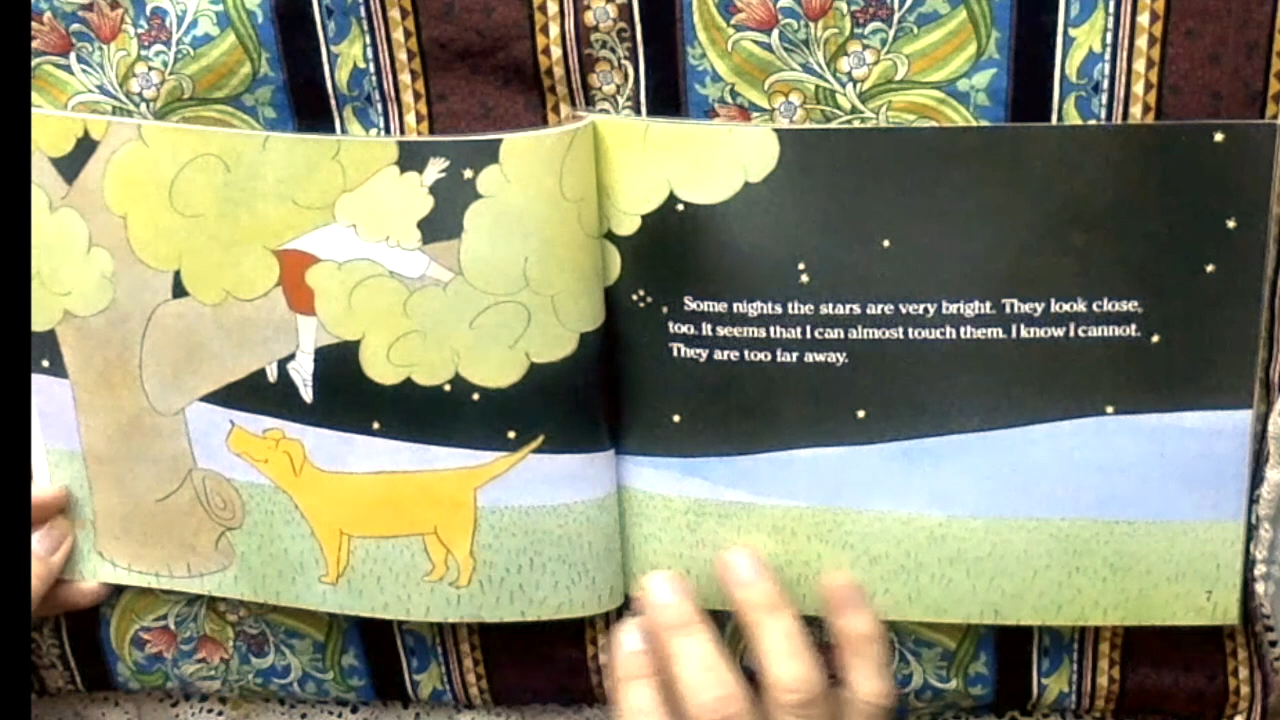 Some nights the stars are very bright. They look close,
too. It seems that I can almost touch them. I know I cannot.
They are too far away.
7